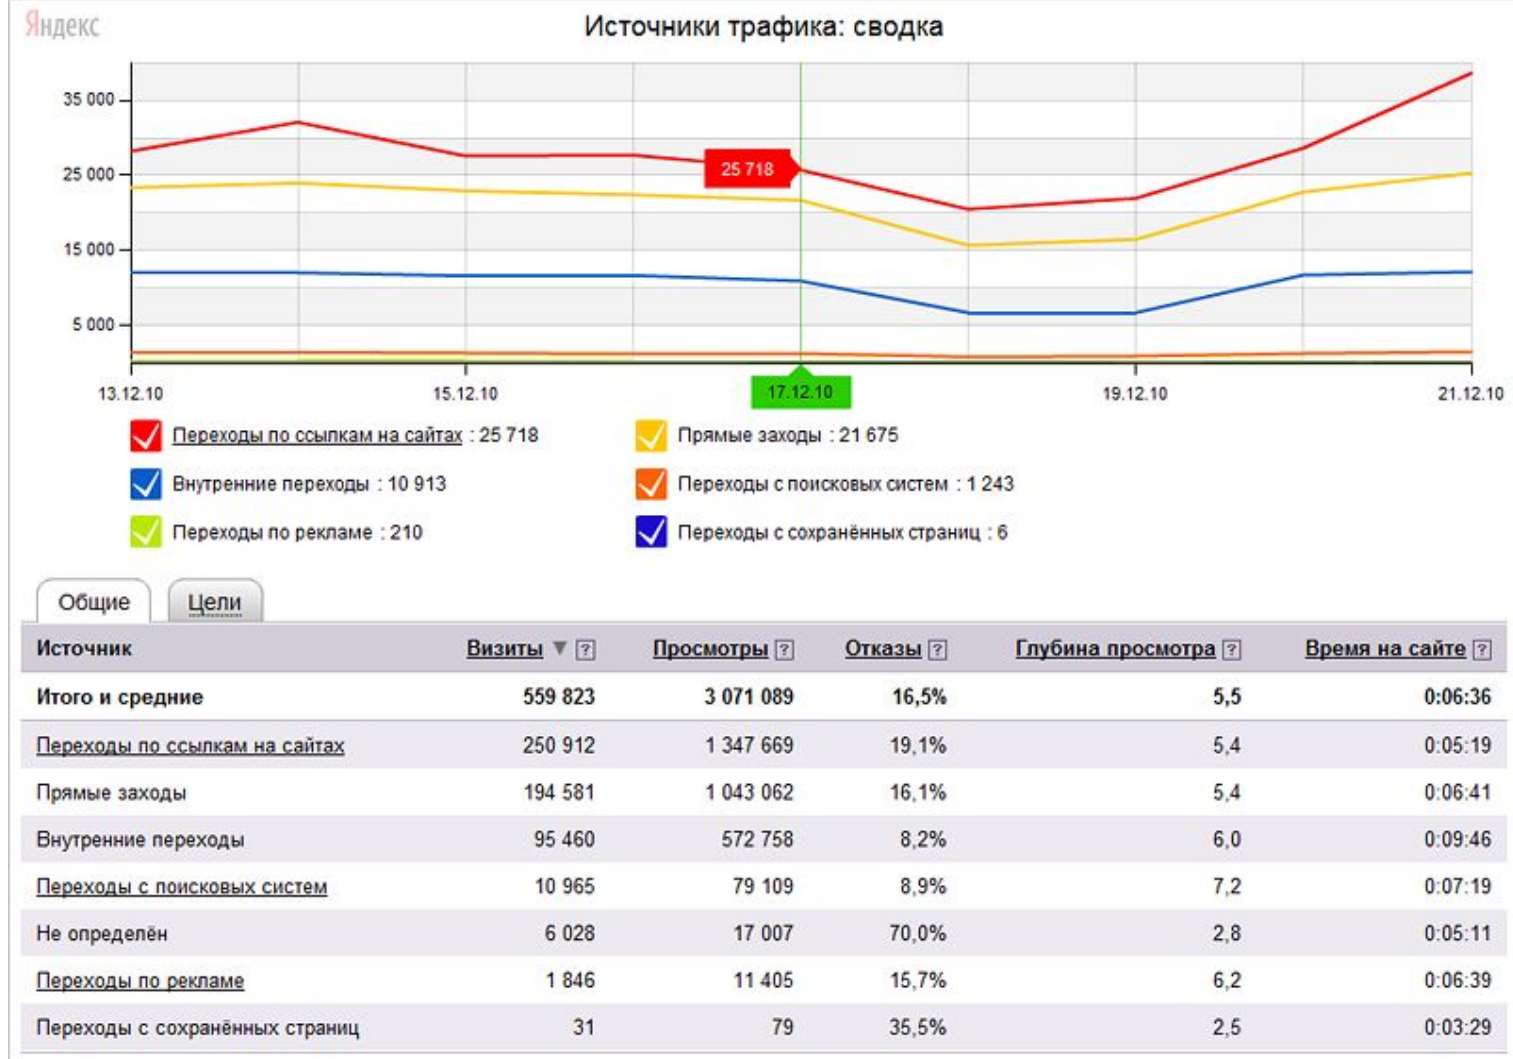 Яндекс
Источники трафика: сводка
35 000
25 718
25 000
15 000
5 000
13.12.10 15.12.10 17.12.10 19.12.10 21.12.10
Переходы по ссылкам на сайтах : 25 718 Прямые заходы : 21 675
Внутренние переходы : 10 913 Переходы с поисковых систем : 1 243
Переходы по рекламе : 210 Переходы с сохранённых страниц : 6
Общие Цели
Источник Визиты ▼ ? Просмотры ? Отказы ? Глубина просмотра ? Время на сайте ?
Итого и средние 559 823 3 071 089 16,5% 5,5 0:06:36
Переходы по ссылкам на сайтах 250 912 1 347 669 19,1% 5,4 0:05:19
Прямые заходы 194 581 1 043 062 16,1% 5,4 0:06:41
Внутренние переходы 95 460 572 758 8,2% 6,0 0:09:46
Переходы с поисковых систем 10 965 79 109 8,9% 7,2 0:07:19
Не определён 6 028 17 007 70,0% 2,8 0:05:11
Переходы по рекламе 1 846 11 405 15,7% 6,2 0:06:39
Переходы с сохранённых страниц 31 79 35,5% 2,5 0:03:29